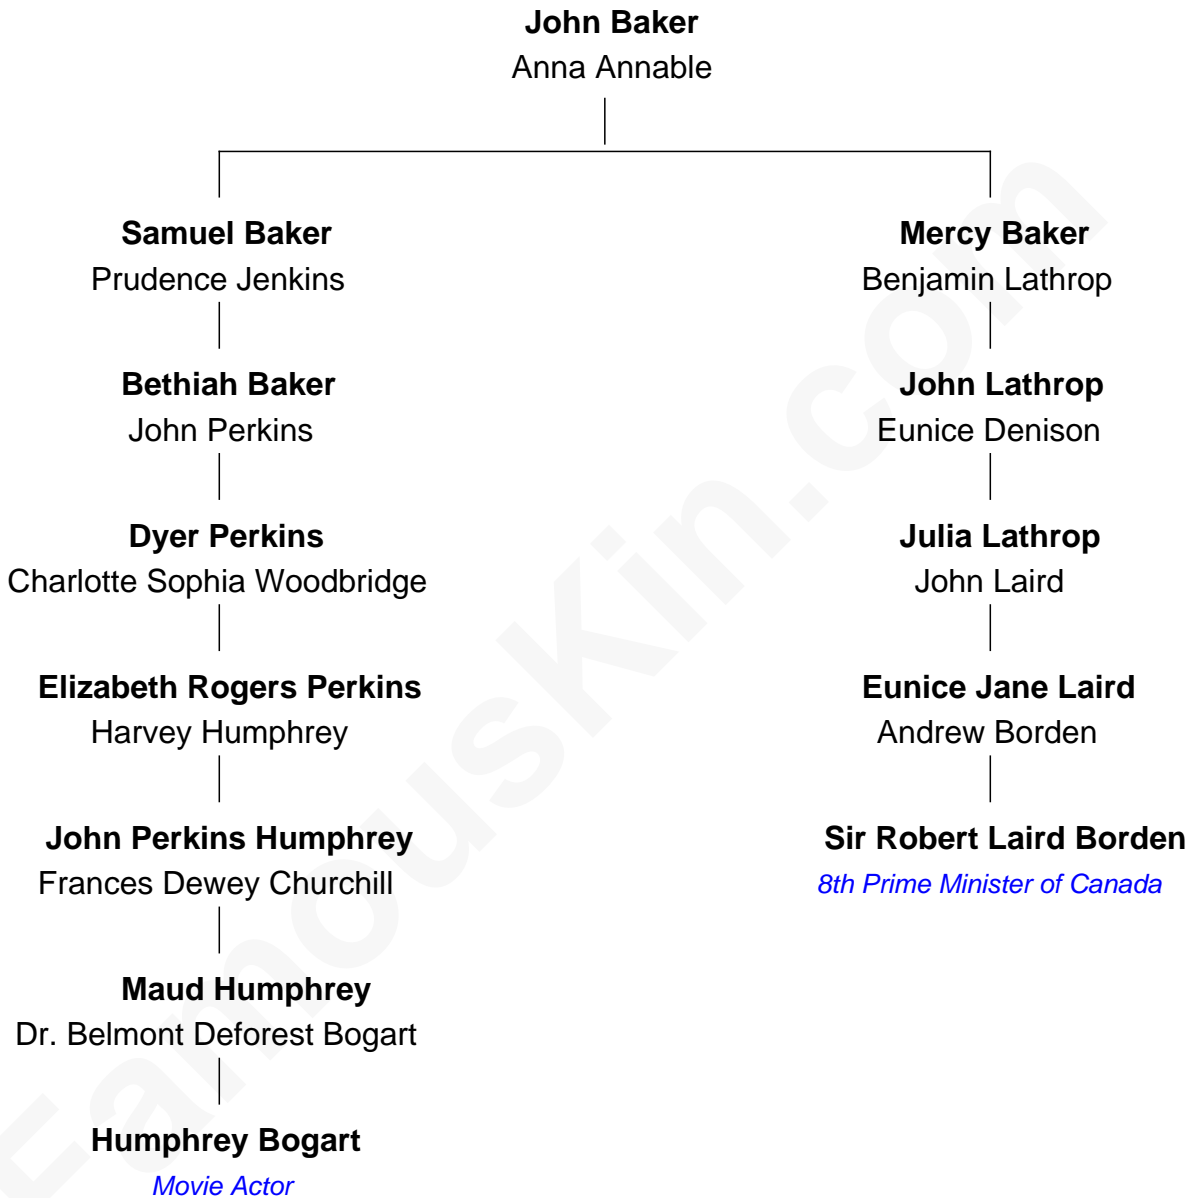 John Baker
Anna Annable
Samuel Baker
Prudence Jenkins
Mercy Baker
Benjamin Lathrop
Bethiah Baker
John Perkins
John Lathrop
Eunice Denison
Dyer Perkins
Charlotte Sophia Woodbridge
Julia Lathrop
John Laird
Elizabeth Rogers Perkins
Harvey Humphrey
Eunice Jane Laird
Andrew Borden
John Perkins Humphrey
Frances Dewey Churchill
Sir Robert Laird Borden
8th Prime Minister of Canada
Maud Humphrey
Dr. Belmont Deforest Bogart
Humphrey Bogart
Movie Actor
FamousKin.com